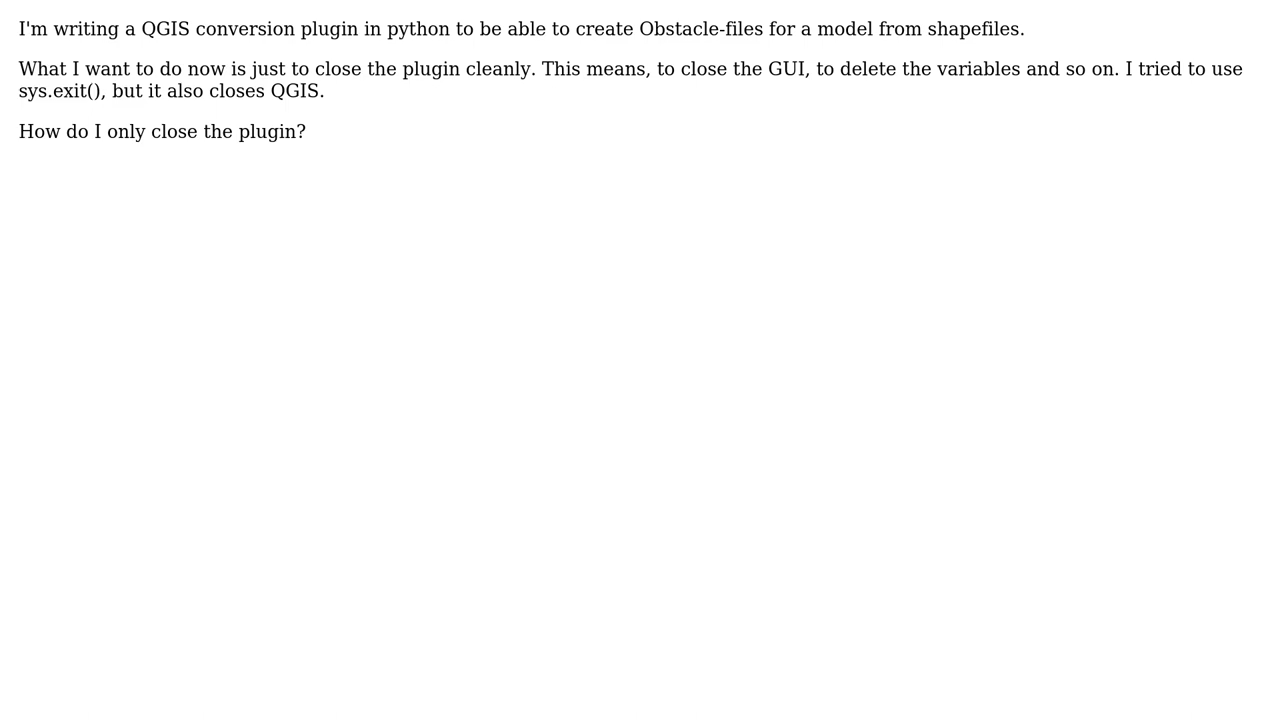 I'm writing a QGIS conversion plugin in python to be able to create Obstacle-files for a model from shapefiles.
What I want to do now is just to close the plugin cleanly. This means, to close the GUI, to delete the variables and so on. I tried to use
sys.exit(), but it also closes QGIS.
How do I only close the plugin?